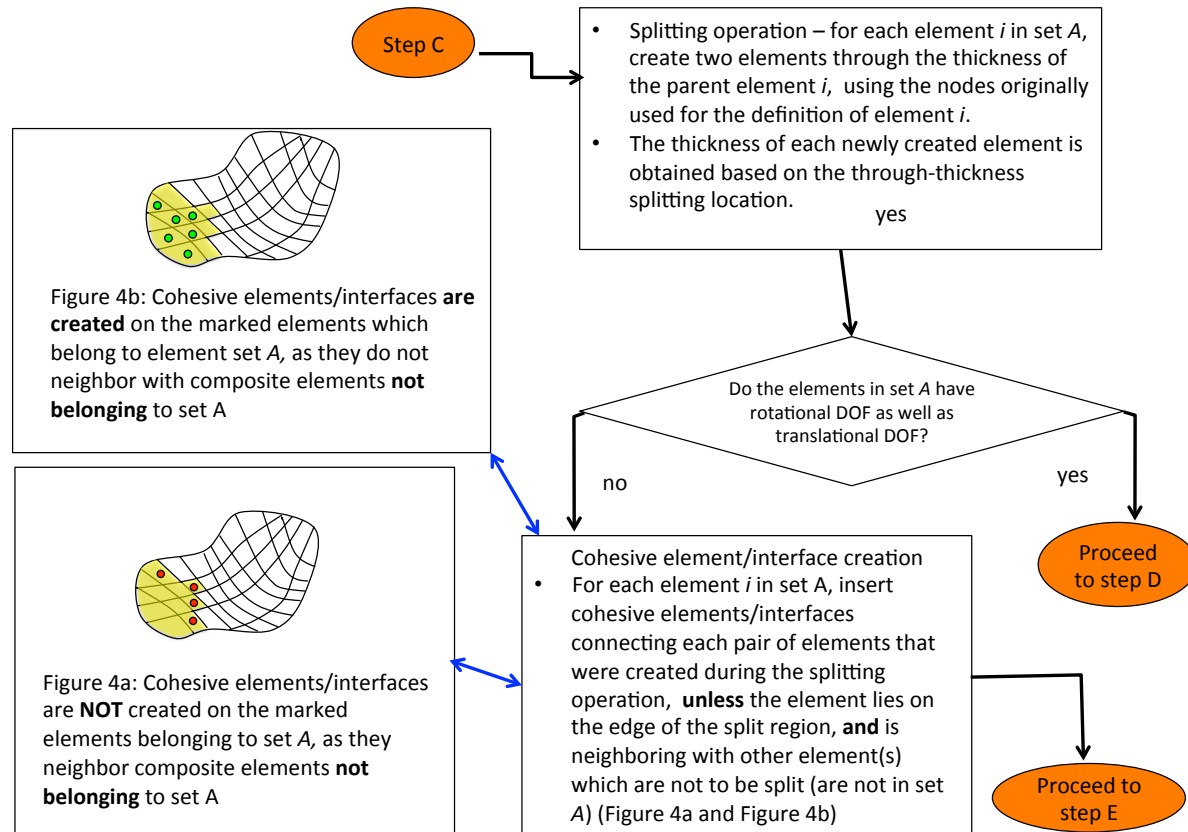 Step C
• Splitting operation – for each element i in set A,
create two elements through the thickness of
the parent element i, using the nodes originally
used for the definition of element i.
• The thickness of each newly created element is
obtained based on the through-thickness
splitting location.
yes
Figure 4b: Cohesive elements/interfaces are
created on the marked elements which
belong to element set A, as they do not
neighbor with composite elements not
belonging to set A
Do the elements in set A have
rotational DOF as well as
translational DOF?
no
yes
Proceed
to step D
Figure 4a: Cohesive elements/interfaces
are NOT created on the marked
elements belonging to set A, as they
neighbor composite elements not
belonging to set A
Cohesive element/interface creation
• For each element i in set A, insert
cohesive elements/interfaces
connecting each pair of elements that
were created during the splitting
operation, unless the element lies on
the edge of the split region, and is
neighboring with other element(s)
which are not to be split (are not in set
A) (Figure 4a and Figure 4b)
Proceed to
step E